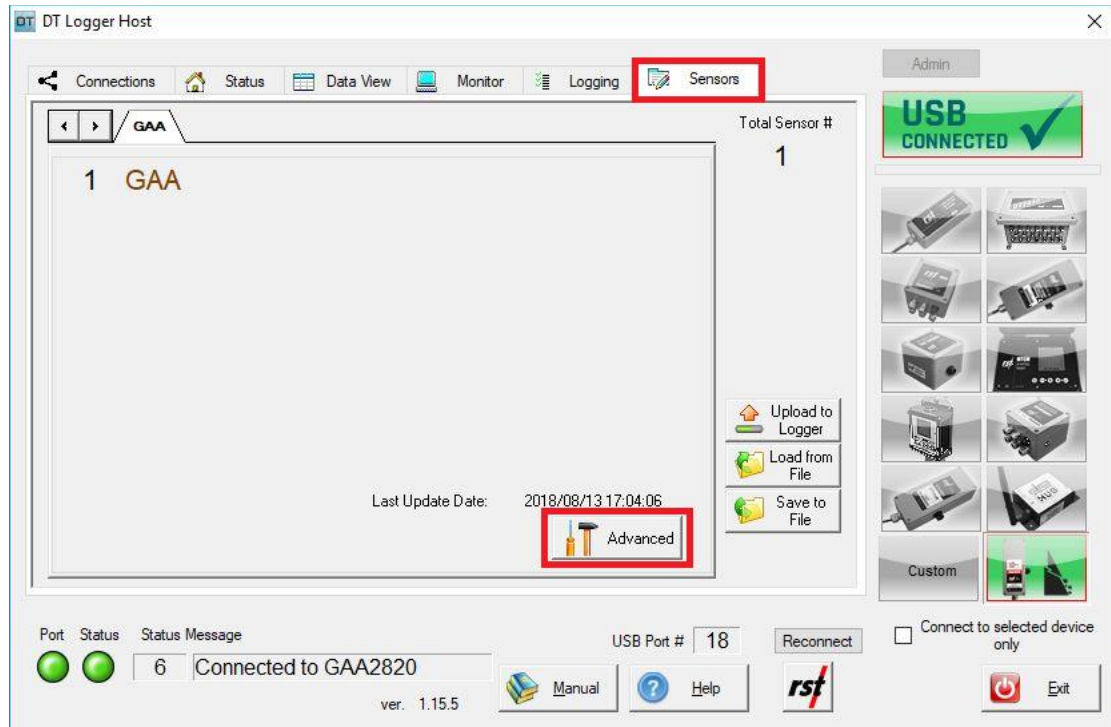 DT DT Logger Host
Connections Status Data View Monitor Logging Sensors
Admin
USB
CONNECTED
GAA
Total Sensor #
1
1 GAA
Upload to
Logger
Load from
File
Save to
File
Last Update Date: 2018/08/13 17:04:06
Advanced
Custom
Port Status Status Message
USB Port # 18
Reconnect
Connect to selected device
only
6 Connected to GAA2820
ver. 1.15.5
Manual
Help
rst
Exit